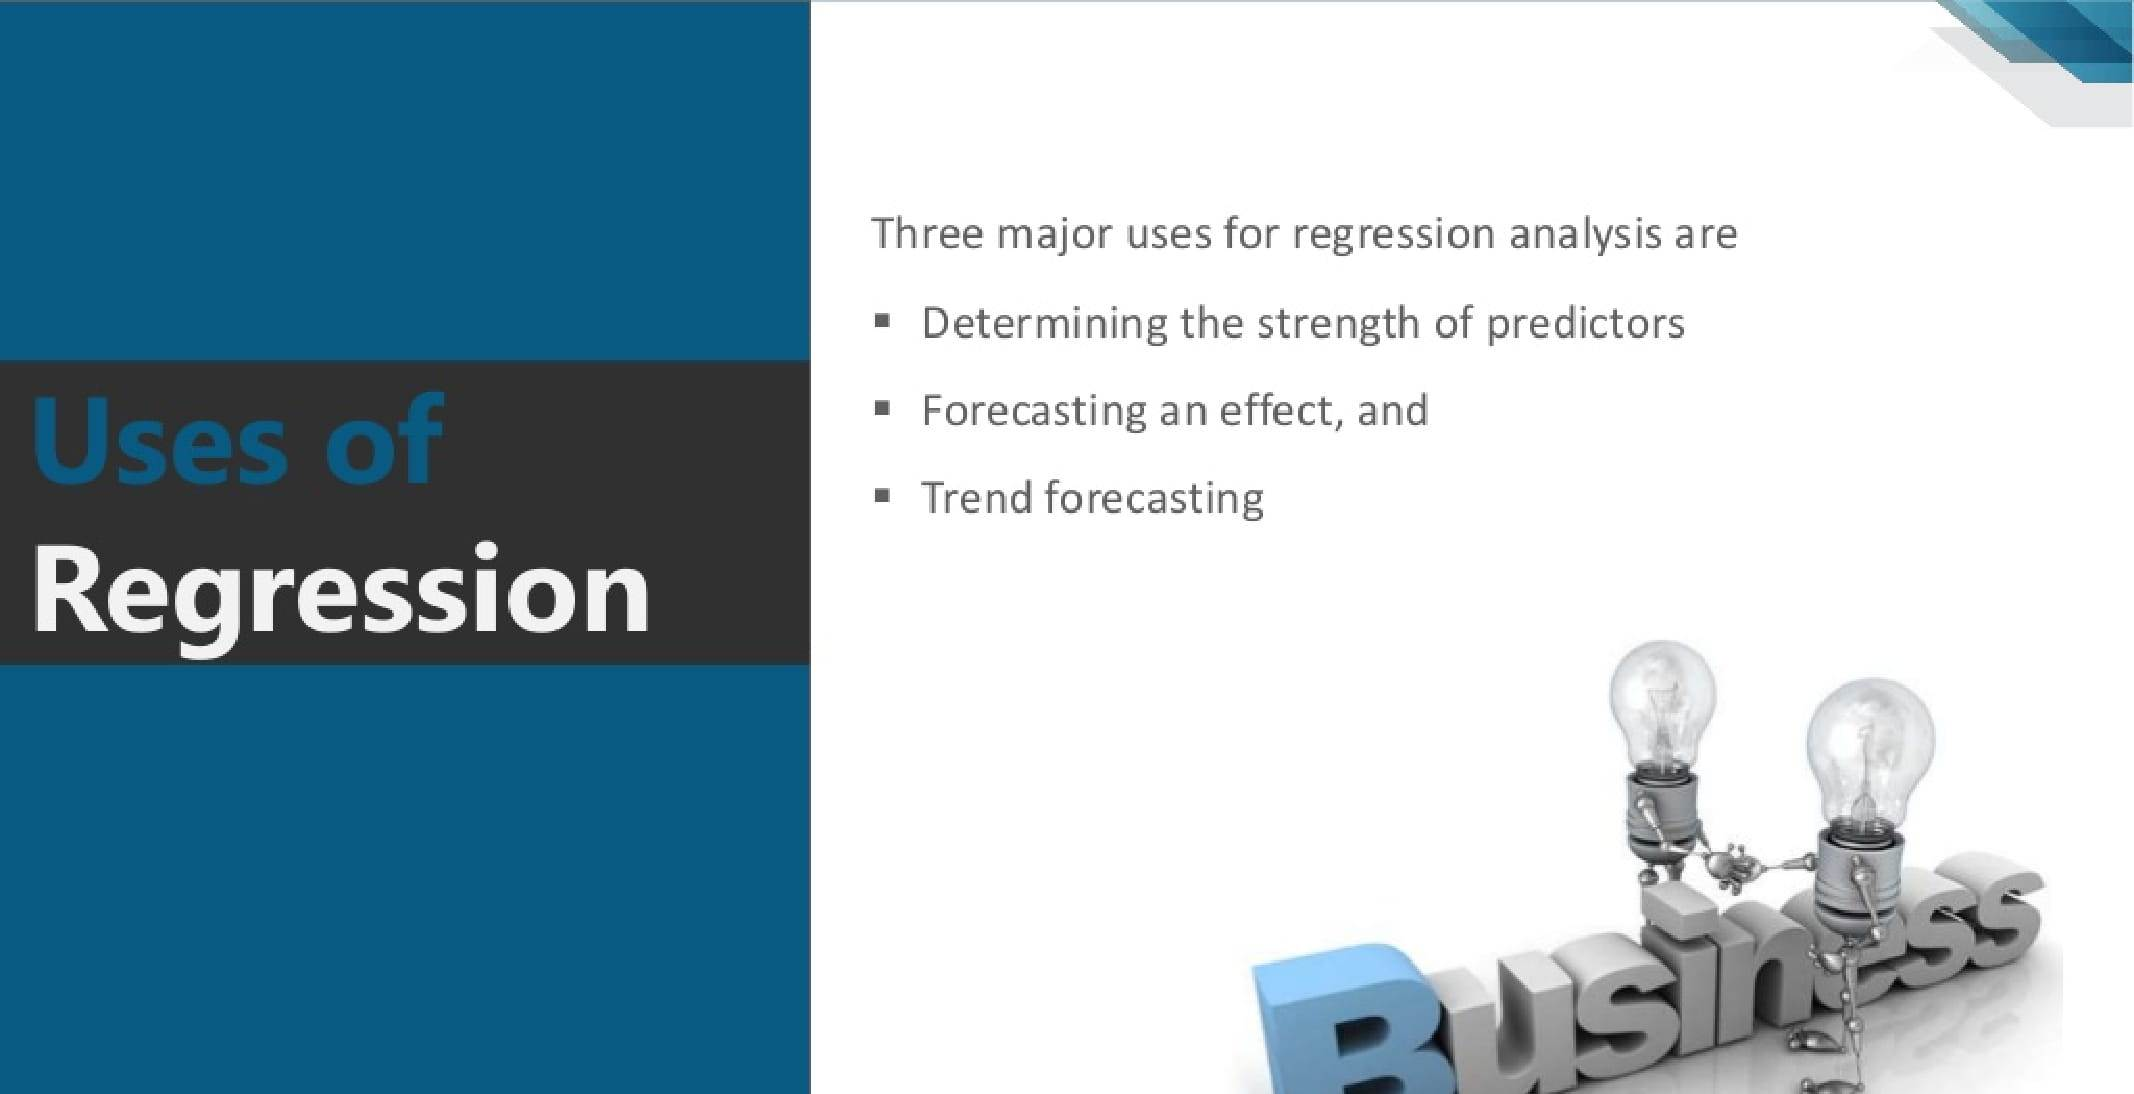 Uses of
Regression
Three major uses for regression analysis are
▪ Determining the strength of predictors
▪ Forecasting an effect, and
▪ Trend forecasting
Business